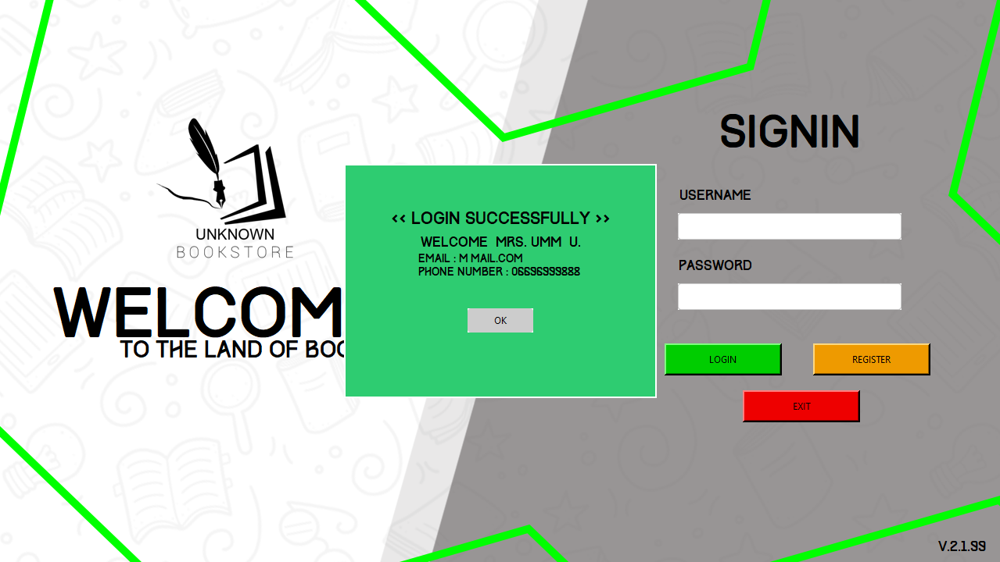 UNKNOWN
BOOKSTORE
WELCOM
TO THE LAND OF BOO
<< LOGIN SUCCESSFULLY >>
WELCOME MRS. UMM U.
EMAIL : M MAIL.COM
PHONE NUMBER : 06696999888
OK
SIGNIN
USERNAME
PASSWORD
LOGIN
REGISTER
EXIT
V.2.1.99